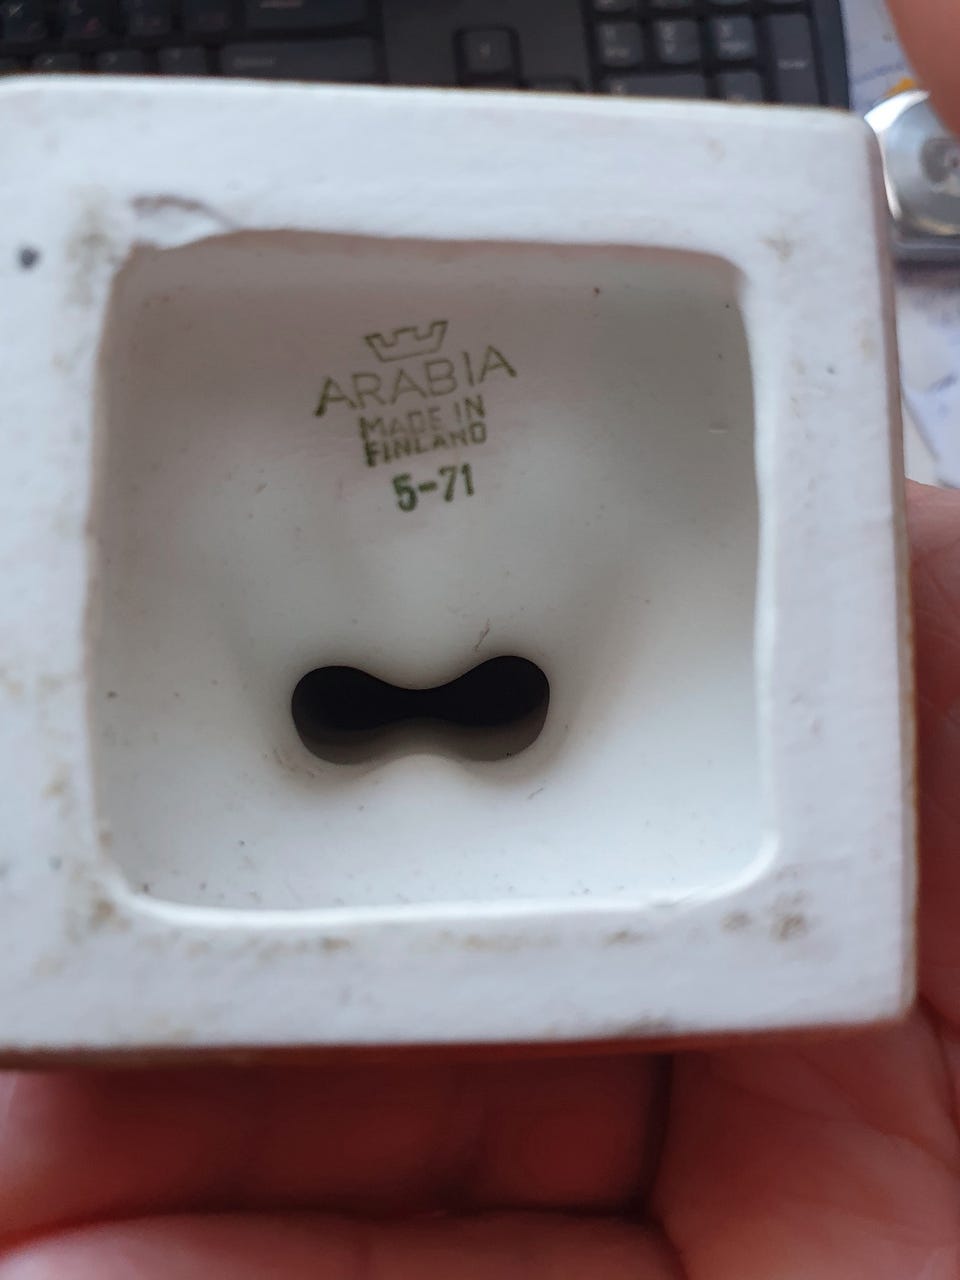 ARABIA
MADE IN
FINLAND
5-71